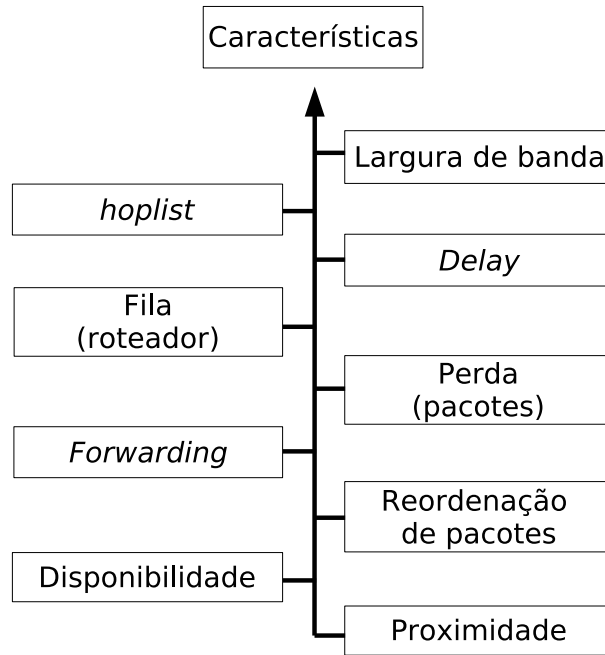 Características
Largura de banda
hoplist
Delay
Fila
(roteador)
Perda
(pacotes)
Forwarding
Reordenação
de pacotes
Disponibilidade
Proximidade